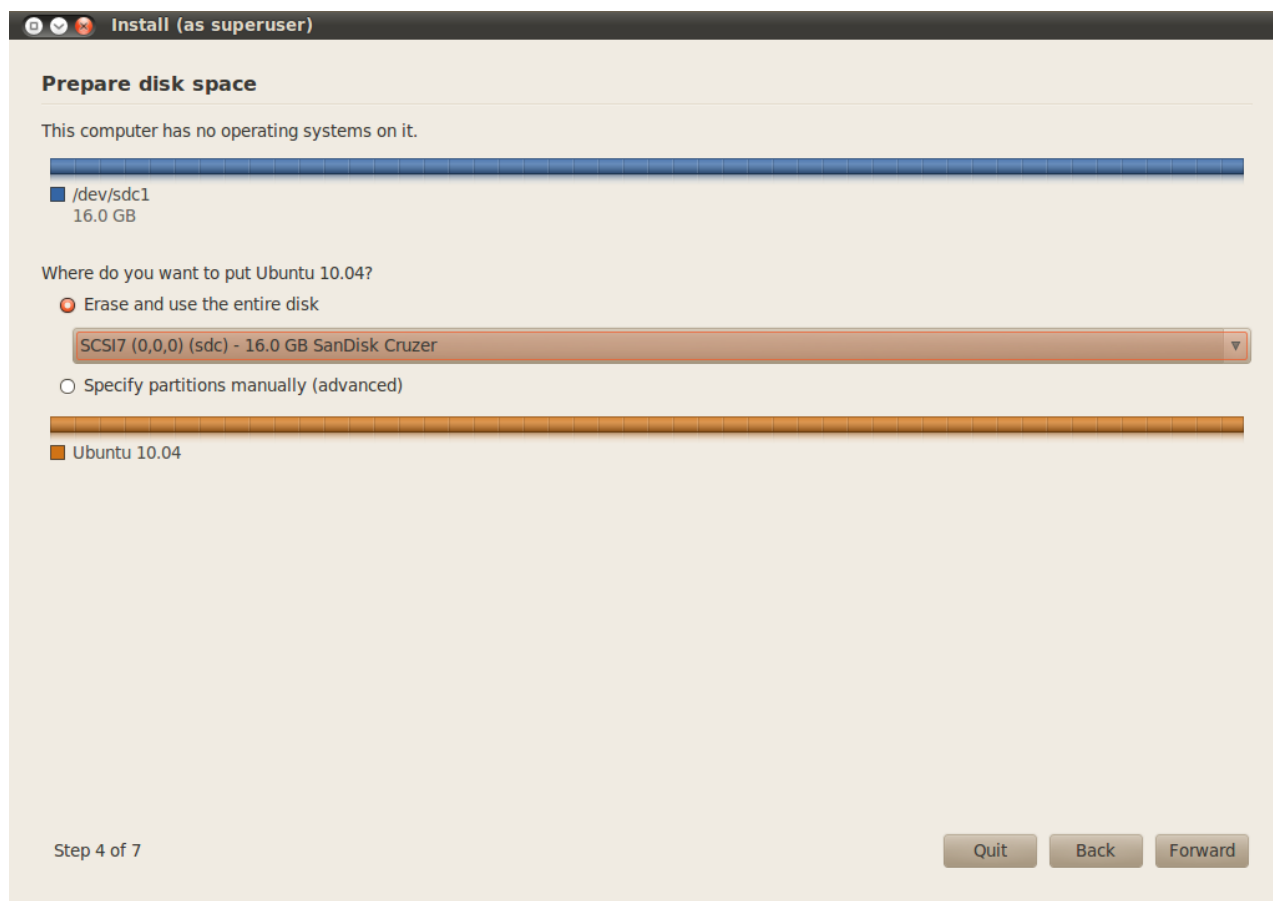 Install (as superuser)
Prepare disk space
This computer has no operating systems on it.
/dev/sdc1
16.0 GB
Where do you want to put Ubuntu 10.04?
Erase and use the entire disk
SCSI7 (0,0,0) (sdc) - 16.0 GB SanDisk Cruzer
Specify partitions manually (advanced)
Ubuntu 10.04
Step 4 of 7
Quit Back Forward